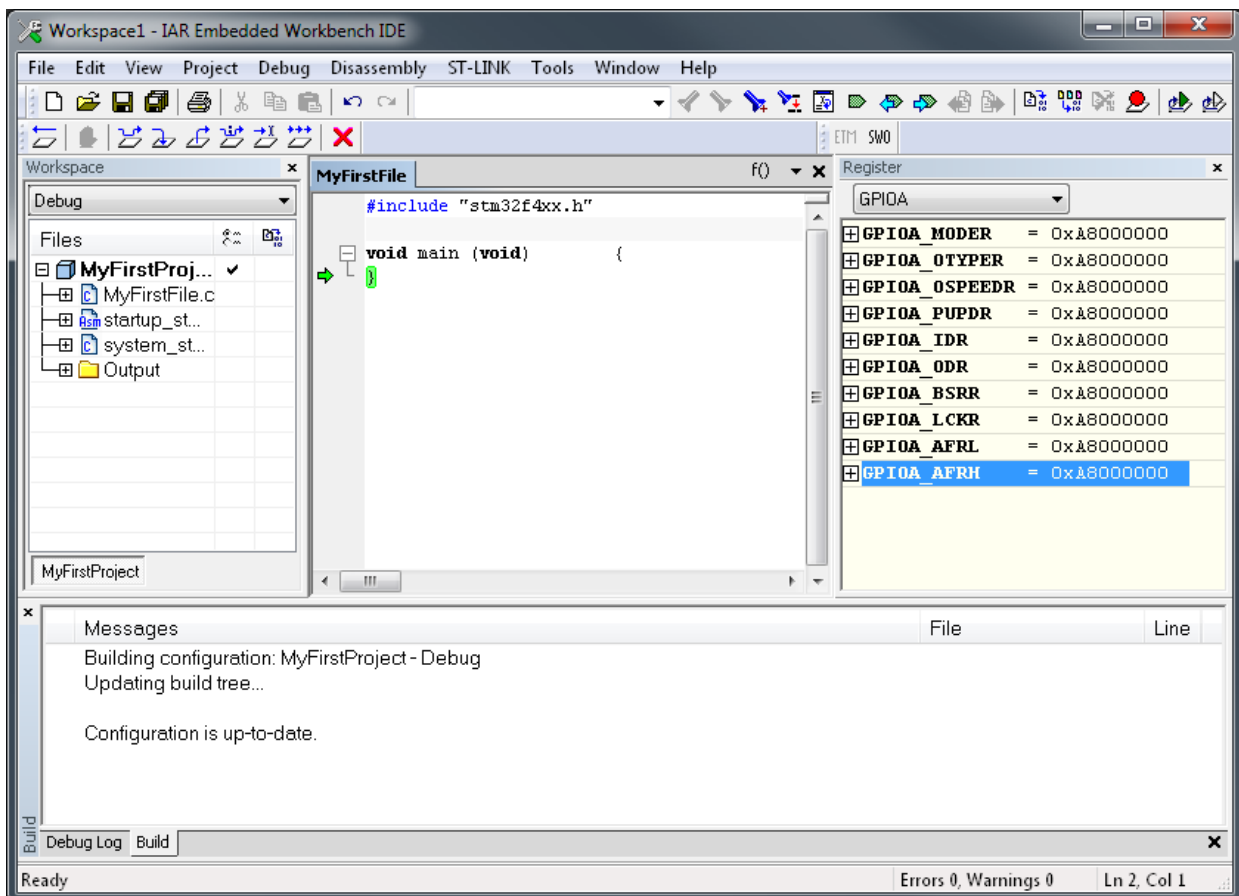 Workspace1 - IAR Embedded Workbench IDE
File Edit View Project Debug Disassembly ST-LINK Tools Window Help
ETM SWO
Workspace
Debug
Files
MyFirstProj...
MyFirstFile.c
startup_st...
system_st...
Output
MyFirstProject
MyFirstFile f()
#include "stm32f4xx.h"
void main (void) {
}
Register
GPIOA
GPIOA_MODER = 0xA8000000
GPIOA_OTYPER = 0xA8000000
GPIOA_OSPEEDR = 0xA8000000
GPIOA_PUPDR = 0xA8000000
GPIOA_IDR = 0xA8000000
GPIOA_ODR = 0xA8000000
GPIOA_BSRR = 0xA8000000
GPIOA_LCKR = 0xA8000000
GPIOA_AFRL = 0xA8000000
GPIOA_AFRH = 0xA8000000
Messages File Line
Building configuration: MyFirstProject - Debug
Updating build tree...
Configuration is up-to-date.
Build
Debug Log Build
Ready Errors 0, Warnings 0 Ln 2, Col 1